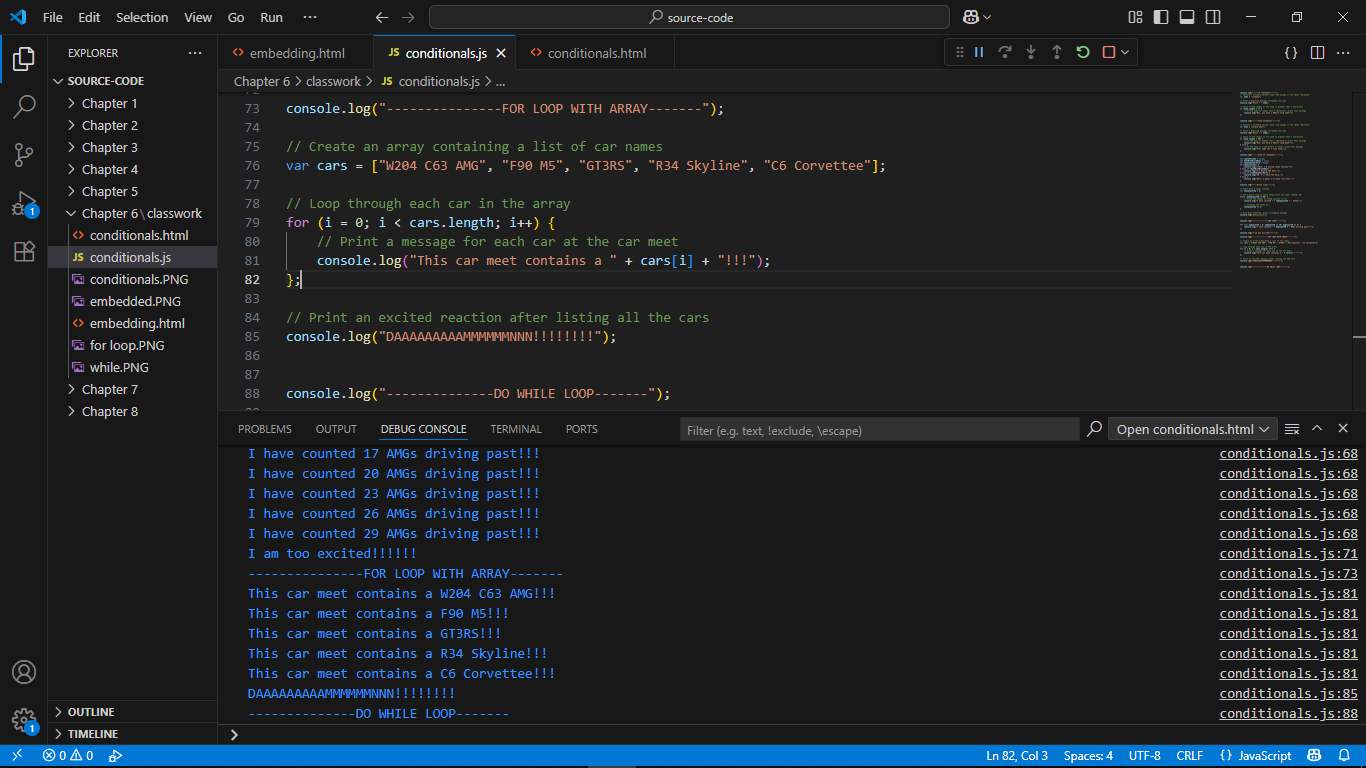 File Edit Selection View Go Run ···
source-code
EXPLORER ···
SOURCE-CODE
Chapter 1
Chapter 2
Chapter 3
Chapter 4
Chapter 5
Chapter 6\classwork
conditionals.html
JS conditionals.js
conditionals.PNG
embedded.PNG
embedding.html
for loop.PNG
while.PNG
Chapter 7
Chapter 8
OUTLINE
TIMELINE
1
1
embedding.html JS conditionals.js conditionals.html
Chapter 6 > classwork > JS conditionals.js > ...
73 console.log("---------------FOR LOOP WITH ARRAY-------");
74
75 // Create an array containing a list of car names
76 var cars = ["W204 C63 AMG", "F90 M5", "GT3RS", "R34 Skyline", "C6 Corvettee"];
77
78 // Loop through each car in the array
79 for (i = 0; i < cars.length; i++) {
80 // Print a message for each car at the car meet
81 console.log("This car meet contains a " + cars[i] + "!!!");
82 };
83
84 // Print an excited reaction after listing all the cars
85 console.log("DAAAAAAAAAMMMMMMNNN!!!!!!!!");
86
87
88 console.log("--------------DO WHILE LOOP-------");
PROBLEMS OUTPUT DEBUG CONSOLE TERMINAL PORTS
Filter (e.g. text, !exclude, \escape)
Open conditionals.html
I have counted 17 AMGs driving past!!! conditionals.js:68
I have counted 20 AMGs driving past!!! conditionals.js:68
I have counted 23 AMGs driving past!!! conditionals.js:68
I have counted 26 AMGs driving past!!! conditionals.js:68
I have counted 29 AMGs driving past!!! conditionals.js:68
I am too excited!!!!!! conditionals.js:71
---------------FOR LOOP WITH ARRAY------- conditionals.js:73
This car meet contains a W204 C63 AMG!!! conditionals.js:81
This car meet contains a F90 M5!!! conditionals.js:81
This car meet contains a GT3RS!!! conditionals.js:81
This car meet contains a R34 Skyline!!! conditionals.js:81
This car meet contains a C6 Corvettee!!! conditionals.js:81
DAAAAAAAAAMMMMMMNNN!!!!!!!! conditionals.js:85
--------------DO WHILE LOOP------- conditionals.js:88
0 0
Ln 82, Col 3 Spaces: 4 UTF-8 CRLF {} JavaScript